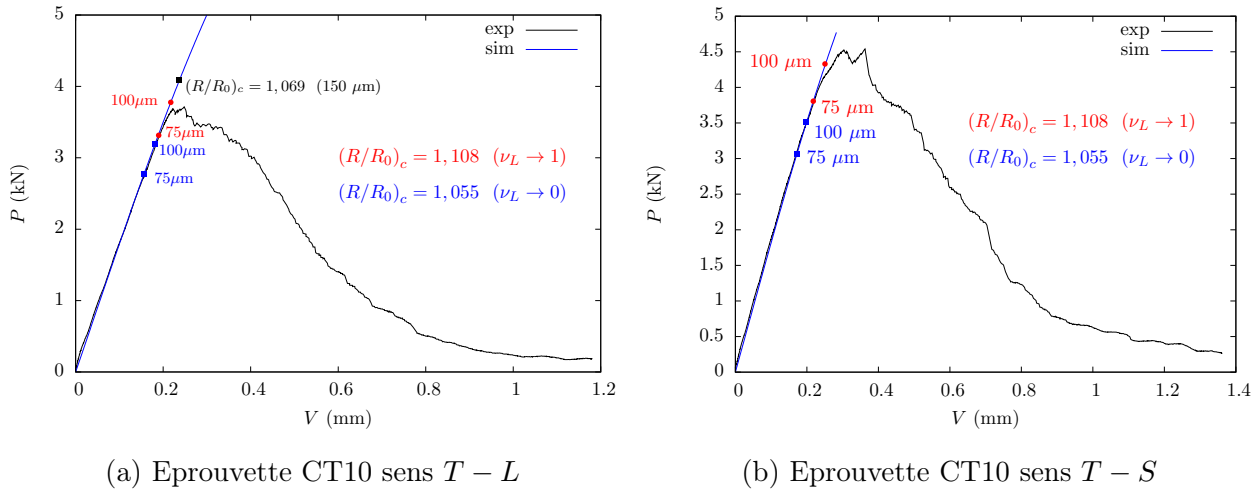 5
4
3
2
1
0
0
0.2
0.4
0.6
0.8
1
1.2
P (kN)
V (mm)
exp
sim
(R/R₀)c = 1,069 (150 μm)
100μm
75μm
100μm
75μm
(R/R₀)c = 1,108 (νL → 1)
(R/R₀)c = 1,055 (νL → 0)
(a) Eprouvette CT10 sens T − L
5
4.5
4
3.5
3
2.5
2
1.5
1
0.5
0
0
0.2
0.4
0.6
0.8
1
1.2
1.4
P (kN)
V (mm)
exp
sim
100 μm
75 μm
100 μm
75 μm
(R/R₀)c = 1,108 (νL → 1)
(R/R₀)c = 1,055 (νL → 0)
(b) Eprouvette CT10 sens T − S